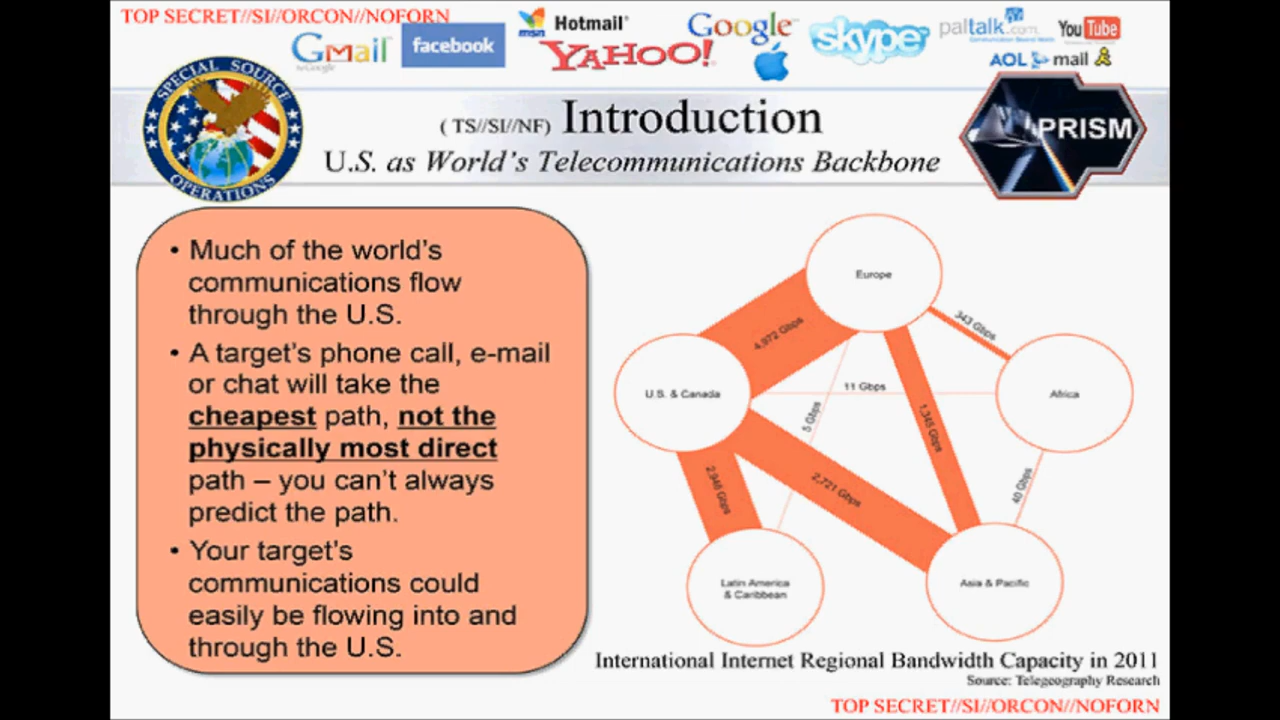 TOP SECRET//SI//ORCON//NOFORN
Gmail
by Google
facebook
msn
Hotmail
YAHOO!
Google
skype
paltalk.com
YouTube
AOL mail
SPECIAL SOURCE
OPERATIONS
( TS//SI//NF) Introduction
U.S. as World's Telecommunications Backbone
PRISM
• Much of the world's
communications flow
through the U.S.
• A target's phone call, e-mail
or chat will take the
cheapest path, not the
physically most direct
path – you can't always
predict the path.
• Your target's
communications could
easily be flowing into and
through the U.S.
Europe
4,972 Gbps
343 Gbps
U.S. & Canada
11 Gbps
Africa
5 Gbps
1,345 Gbps
2,721 Gbps
40 Gbps
Gbps
Latin America
& Caribbean
Asia & Pacific
International Internet Regional Bandwidth Capacity in 2011
Source: Telegeography Research
TOP SECRET//SI//ORCON//NOFORN